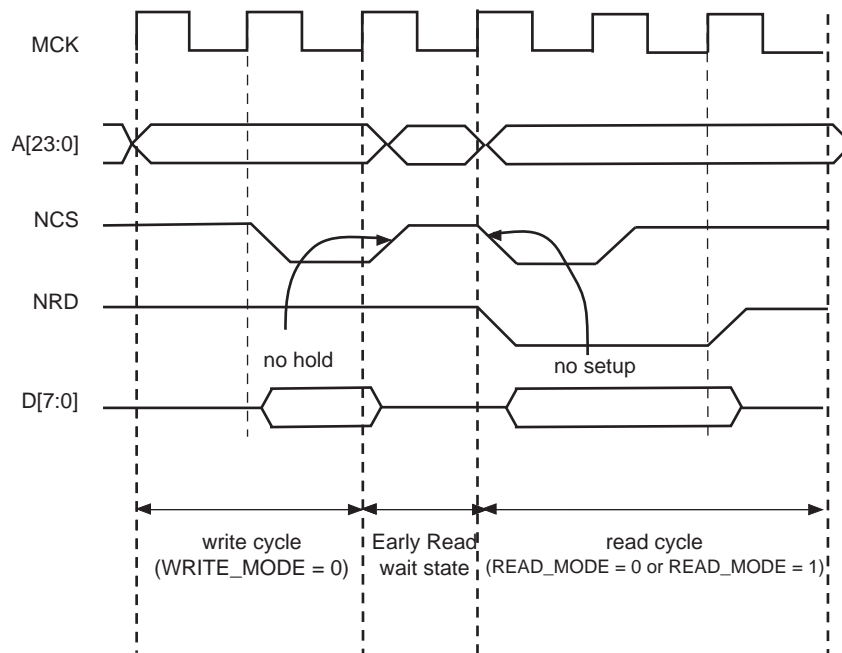 MCK
A[23:0]
NCS
NRD
no hold
no setup
D[7:0]
write cycle
(WRITE_MODE = 0)
Early Read
wait state
read cycle
(READ_MODE = 0 or READ_MODE = 1)